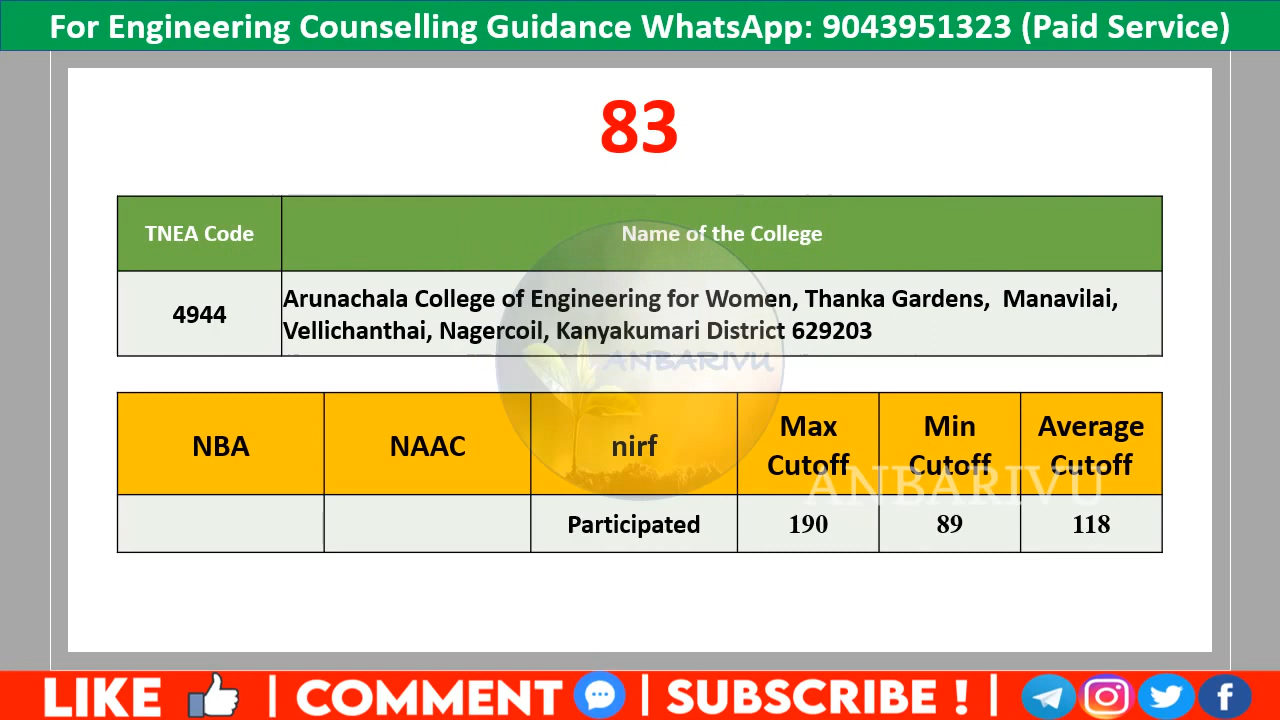 For Engineering Counselling Guidance WhatsApp: 9043951323 (Paid Service)
83
TNEA Code
Name of the College
4944
Arunachala College of Engineering for Women, Thanka Gardens, Manavilai,
Vellichanthai, Nagercoil, Kanyakumari District 629203
ANBARIVU
NBA
NAAC
nirf
Max
Cutoff
Min
Cutoff
Average
Cutoff
ANBARIVU
Participated
190
89
118
LIKE | COMMENT | SUBSCRIBE ! |